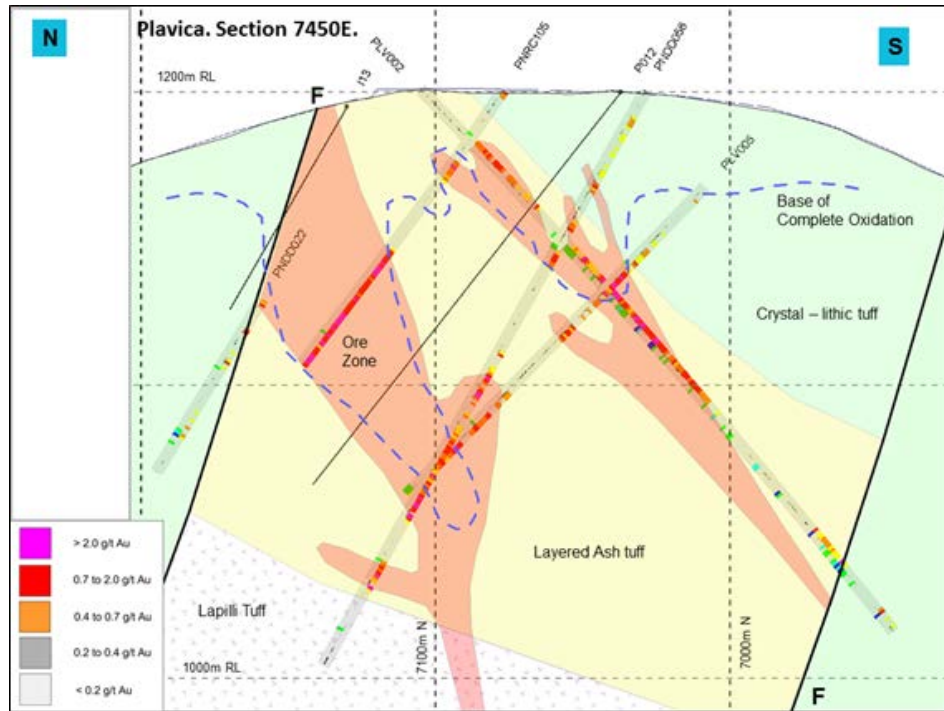 N
Plavica. Section 7450E.
S
PLV002
PNRC105
P012
PNDD066
I13
1200m RL
F
PLV005
Base of
Complete Oxidation
PNDD022
Crystal – lithic tuff
Ore
Zone
> 2.0 g/t Au
0.7 to 2.0 g/t Au
0.4 to 0.7 g/t Au
0.2 to 0.4 g/t Au
< 0.2 g/t Au
Layered Ash tuff
Lapilli Tuff
7100m N
7000m N
1000m RL
F